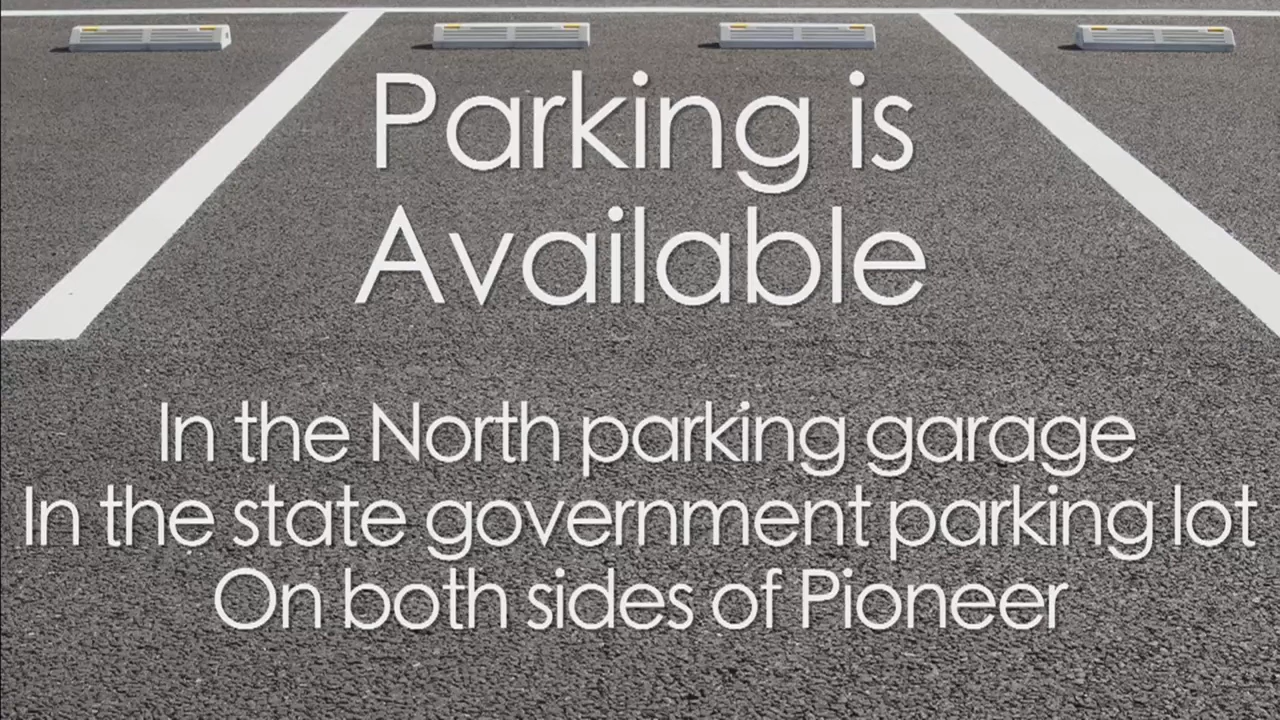 Parking is
Available
In the North parking garage
In the state government parking lot
On both sides of Pioneer